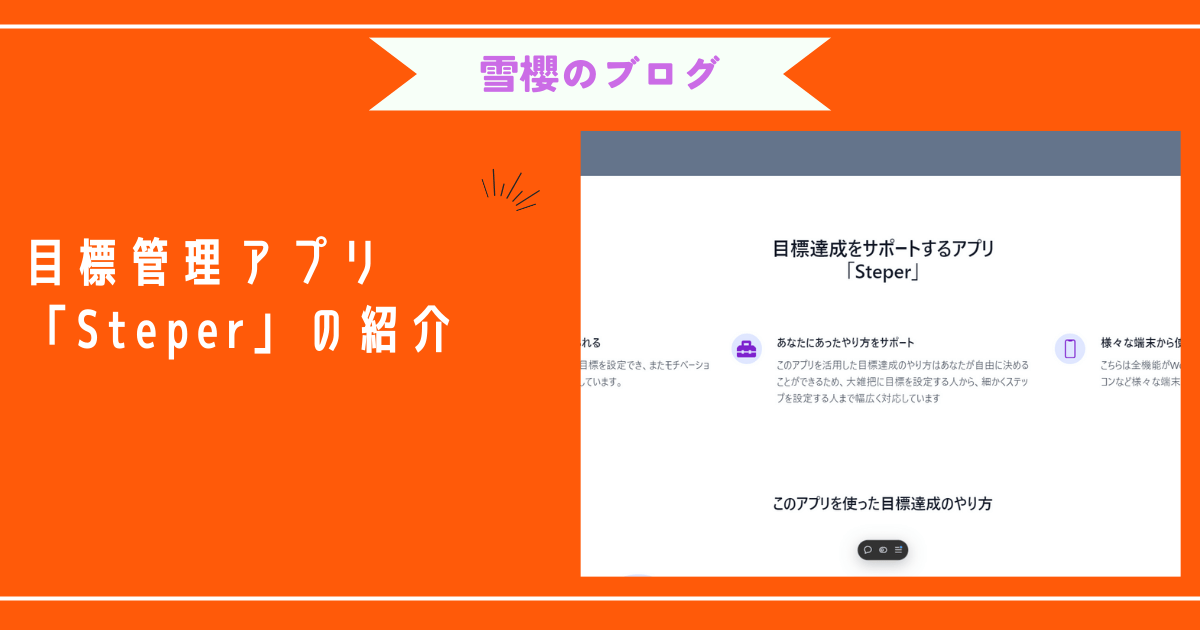 雪櫻のブログ
目標管理アプリ
「Steper」の紹介
目標達成をサポートするアプリ
「Steper」
れる
目標を設定でき、またモチベーショ
しています。
あなたにあったやり方をサポート
このアプリを活用した目標達成のやり方はあなたが自由に決める
ことができるため、大雑把に目標を設定する人から、細かくステッ
プを設定する人まで幅広く対応しています
様々な端末から使
こちらは全機能がWe
コンなど様々な端末
このアプリを使った目標達成のやり方